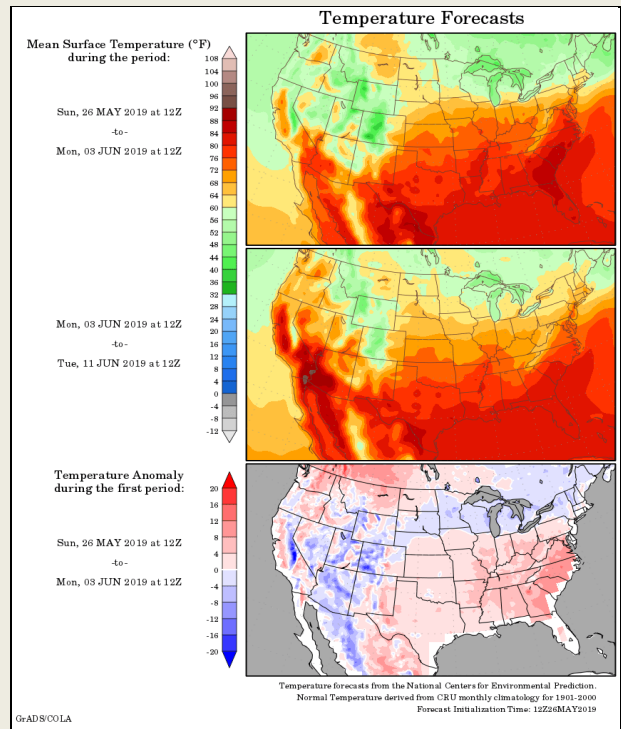 Temperature Forecasts
Mean Surface Temperature (°F)
during the period:
108
104
100
96
92
88
84
80
76
72
68
64
60
56
52
48
44
40
36
32
28
24
20
16
12
8
4
0
-4
-8
-12
Sun, 26 MAY 2019 at 12Z
-to-
Mon, 03 JUN 2019 at 12Z
Mon, 03 JUN 2019 at 12Z
-to-
Tue, 11 JUN 2019 at 12Z
Temperature Anomaly
during the first period:
20
16
12
8
4
0
-4
-8
-12
-16
-20
Sun, 26 MAY 2019 at 12Z
-to-
Mon, 03 JUN 2019 at 12Z
Temperature forecasts from the National Centers for Environmental Prediction.
Normal Temperature derived from CRU monthly climatology for 1901-2000
Forecast Initialization Time: 12Z26MAY2019
GrADS/COLA